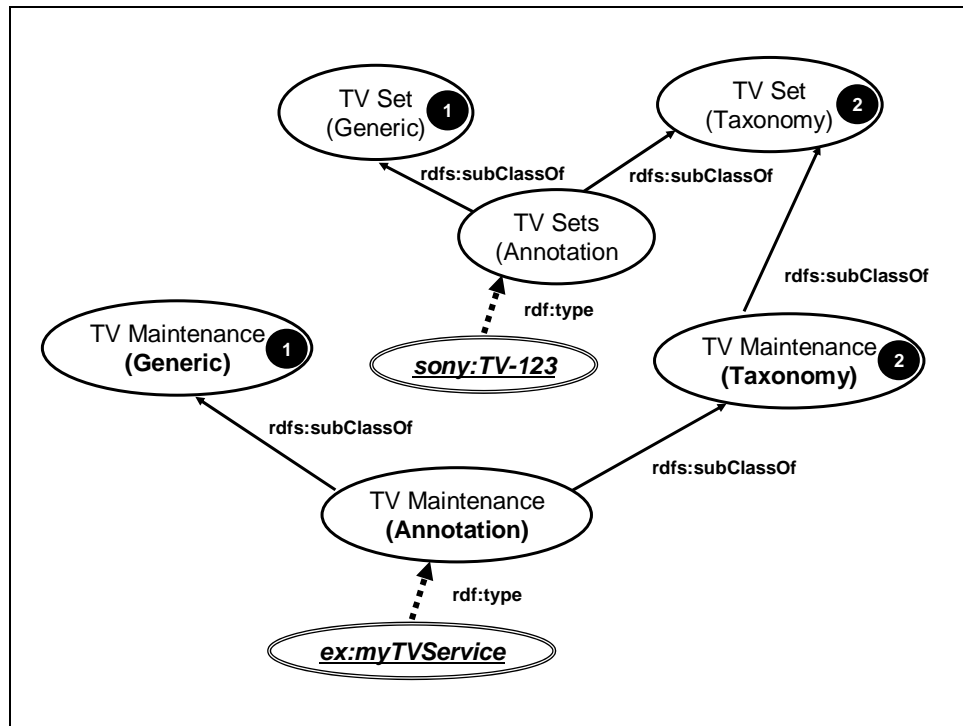 TV Set
(Generic)
1
TV Set
(Taxonomy)
2
rdfs:subClassOf
rdfs:subClassOf
TV Sets
(Annotation
rdfs:subClassOf
rdf:type
TV Maintenance
(Generic)
1
sony:TV-123
TV Maintenance
(Taxonomy)
2
rdfs:subClassOf
rdfs:subClassOf
TV Maintenance
(Annotation)
rdf:type
ex:myTVService